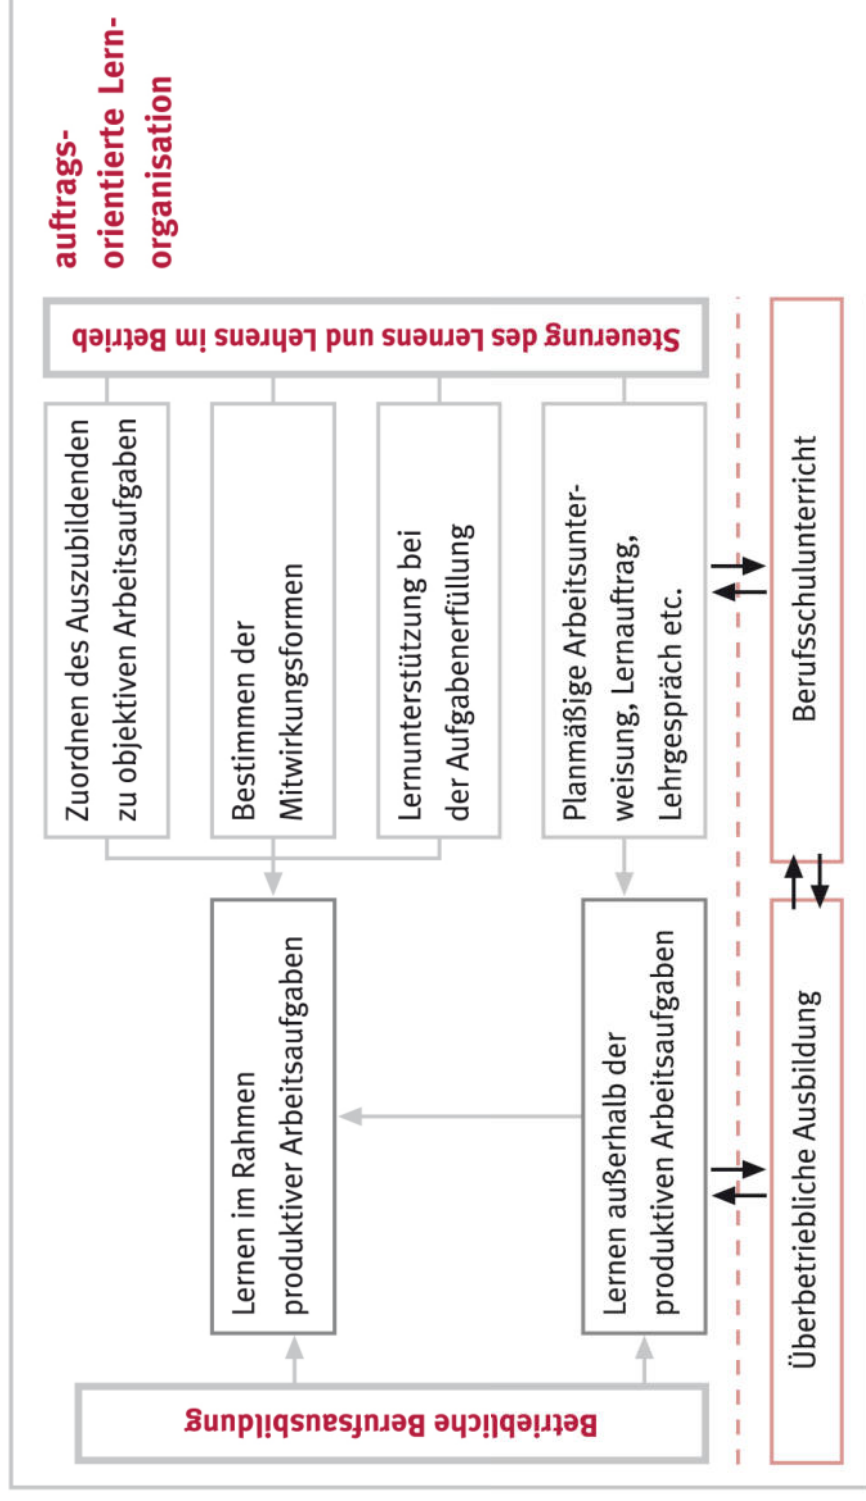 auftrags-
orientierte Lern-
organisation
Betriebliche Berufsausbildung
Lernen im Rahmen
produktiver Arbeitsaufgaben
Lernen außerhalb der
produktiven Arbeitsaufgaben
Zuordnen des Auszubildenden
zu objektiven Arbeitsaufgaben
Bestimmen der
Mitwirkungsformen
Lernunterstützung bei
der Aufgabenerfüllung
Planmäßige Arbeitsunter-
weisung, Lernauftrag,
Lehrgespräch etc.
Steuerung des Lernens und Lehrens im Betrieb
Überbetriebliche Ausbildung
Berufsschulunterricht